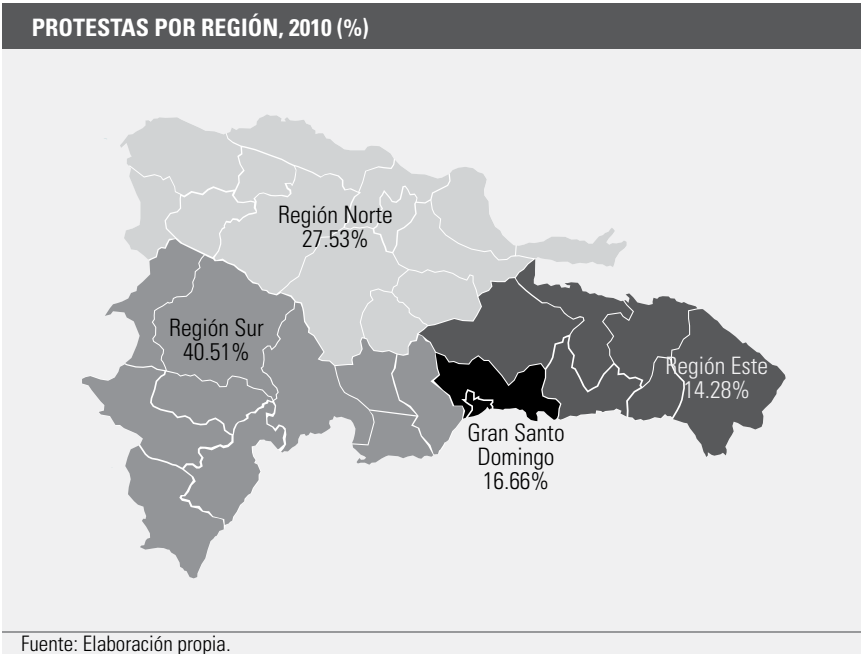 PROTESTAS POR REGIÓN, 2010 (%)
Región Norte
27.53%
Región Sur
40.51%
Región Este
14.28%
Gran Santo
Domingo
16.66%
Fuente: Elaboración propia.